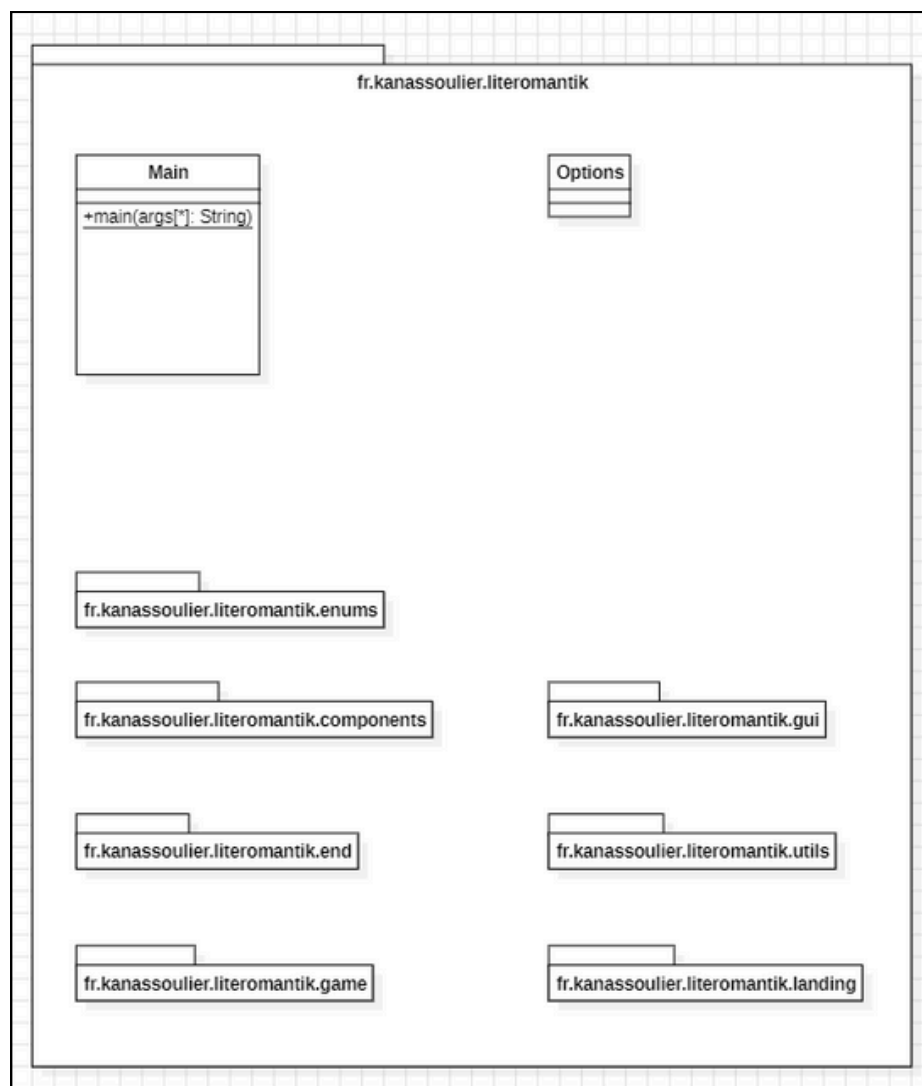 fr.kanassoulier.literomantik
Main
Options
+main(args[*]: String)
fr.kanassoulier.literomantik.enums
fr.kanassoulier.literomantik.components
fr.kanassoulier.literomantik.gui
fr.kanassoulier.literomantik.end
fr.kanassoulier.literomantik.utils
fr.kanassoulier.literomantik.game
fr.kanassoulier.literomantik.landing